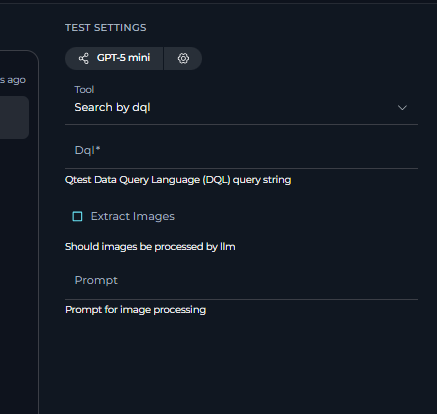 TEST SETTINGS
GPT-5 mini
s ago
Tool
Search by dql
Dql*
Qtest Data Query Language (DQL) query string
Extract Images
Should images be processed by llm
Prompt
Prompt for image processing